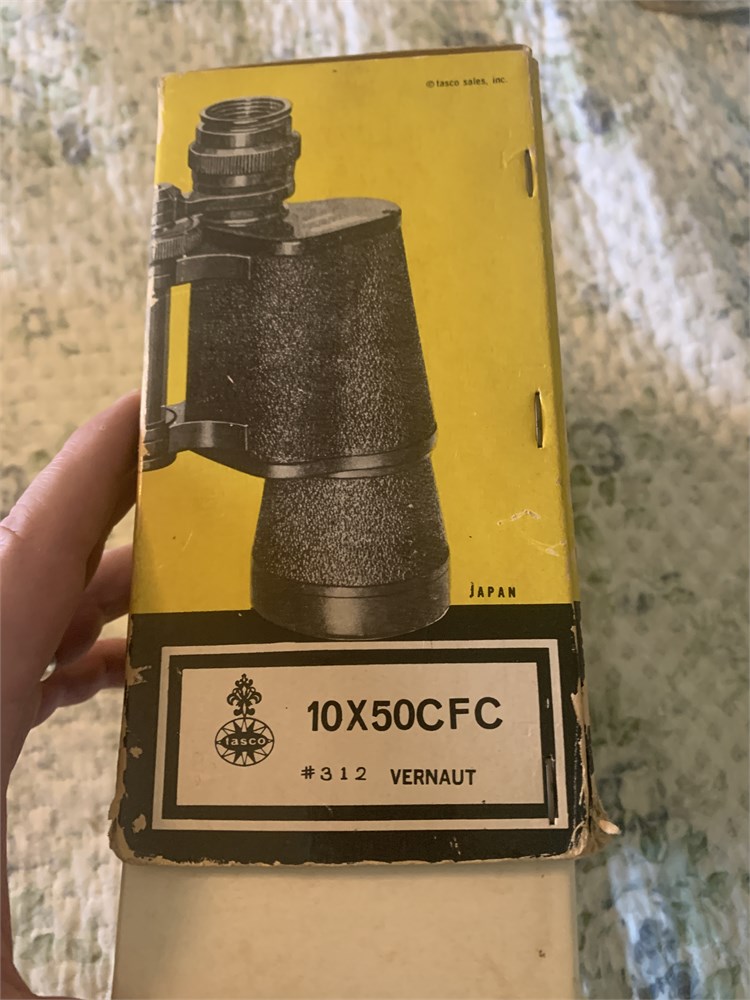 ©tasco sales, inc.
JAPAN
tasco
10X50CFC
#312 VERNAUT